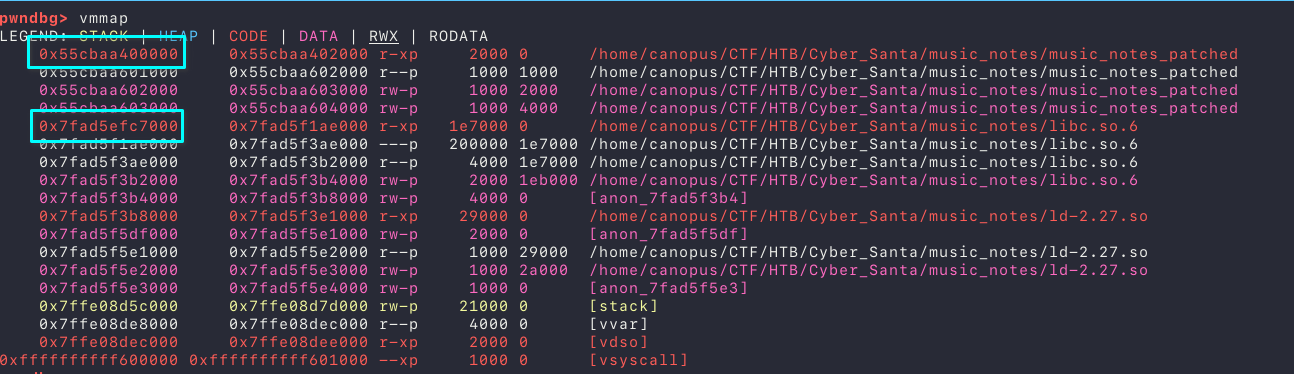 pwndbg> vmmap
LEGEND: STACK | HEAP | CODE | DATA | RWX | RODATA
0x55cbaa400000 0x55cbaa402000 r-xp 2000 0 /home/canopus/CTF/HTB/Cyber_Santa/music_notes/music_notes_patched
0x55cbaa601000 0x55cbaa602000 r--p 1000 1000 /home/canopus/CTF/HTB/Cyber_Santa/music_notes/music_notes_patched
0x55cbaa602000 0x55cbaa603000 rw-p 1000 2000 /home/canopus/CTF/HTB/Cyber_Santa/music_notes/music_notes_patched
0x55cbaa603000 0x55cbaa604000 rw-p 1000 4000 /home/canopus/CTF/HTB/Cyber_Santa/music_notes/music_notes_patched
0x7fad5efc7000 0x7fad5f1ae000 r-xp 1e7000 0 /home/canopus/CTF/HTB/Cyber_Santa/music_notes/libc.so.6
0x7fad5f1ae000 0x7fad5f3ae000 ---p 200000 1e7000 /home/canopus/CTF/HTB/Cyber_Santa/music_notes/libc.so.6
0x7fad5f3ae000 0x7fad5f3b2000 r--p 4000 1e7000 /home/canopus/CTF/HTB/Cyber_Santa/music_notes/libc.so.6
0x7fad5f3b2000 0x7fad5f3b4000 rw-p 2000 1eb000 /home/canopus/CTF/HTB/Cyber_Santa/music_notes/libc.so.6
0x7fad5f3b4000 0x7fad5f3b8000 rw-p 4000 0 [anon_7fad5f3b4]
0x7fad5f3b8000 0x7fad5f3e1000 r-xp 29000 0 /home/canopus/CTF/HTB/Cyber_Santa/music_notes/ld-2.27.so
0x7fad5f5df000 0x7fad5f5e1000 rw-p 2000 0 [anon_7fad5f5df]
0x7fad5f5e1000 0x7fad5f5e2000 r--p 1000 29000 /home/canopus/CTF/HTB/Cyber_Santa/music_notes/ld-2.27.so
0x7fad5f5e2000 0x7fad5f5e3000 rw-p 1000 2a000 /home/canopus/CTF/HTB/Cyber_Santa/music_notes/ld-2.27.so
0x7fad5f5e3000 0x7fad5f5e4000 rw-p 1000 0 [anon_7fad5f5e3]
0x7ffe08d5c000 0x7ffe08d7d000 rw-p 21000 0 [stack]
0x7ffe08de8000 0x7ffe08dec000 r--p 4000 0 [vvar]
0x7ffe08dec000 0x7ffe08dee000 r-xp 2000 0 [vdso]
0xffffffffff600000 0xffffffffff601000 --xp 1000 0 [vsyscall]